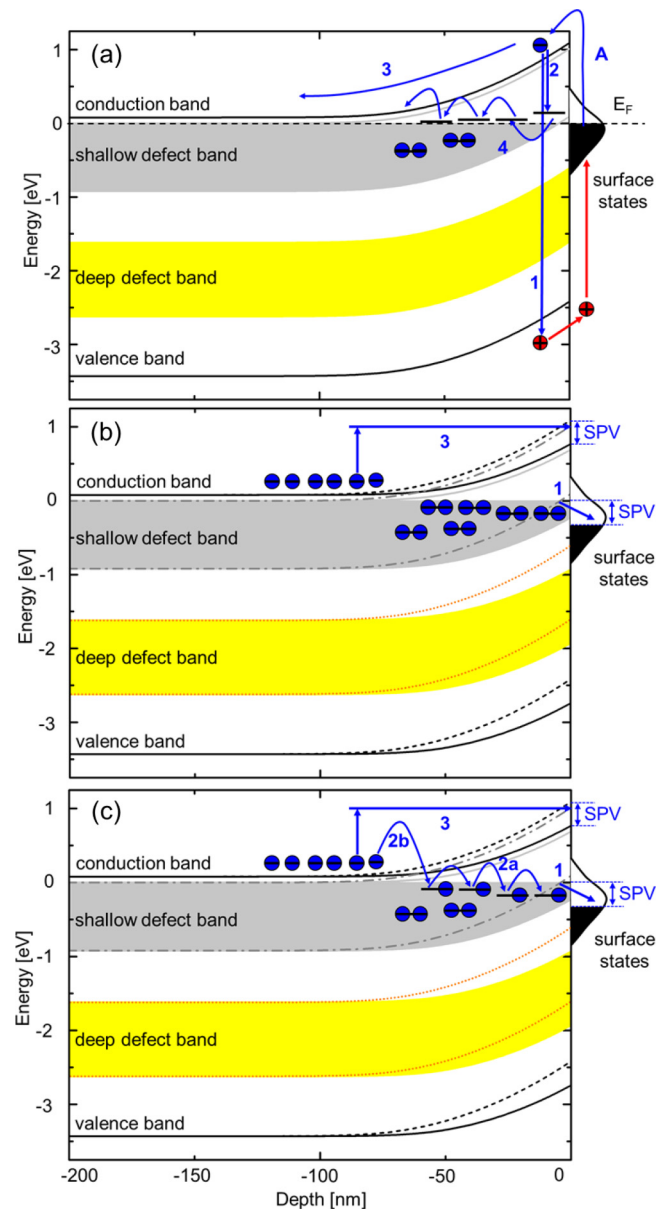 (a)
A
1
3
2
conduction band
E_F
0
shallow defect band
4
surface
states
-1
Energy [eV]
deep defect band
-2
1
-3
valence band
(b)
1
3
SPV
conduction band
0
1
SPV
shallow defect band
surface
states
-1
Energy [eV]
deep defect band
-2
-3
valence band
(c)
1
3
SPV
2b
conduction band
2a
1
0
SPV
shallow defect band
surface
states
-1
Energy [eV]
deep defect band
-2
-3
valence band
-200
-150
-100
-50
0
Depth [nm]